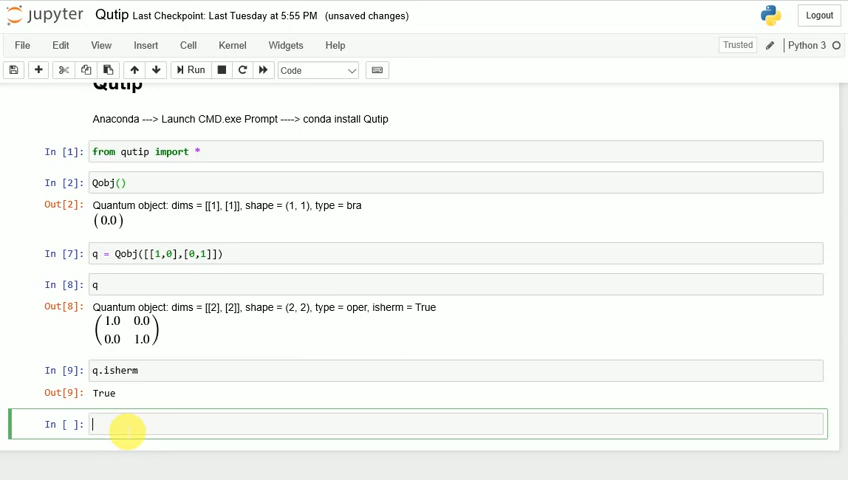 jupyter Qutip Last Checkpoint: Last Tuesday at 5:55 PM (unsaved changes) Logout
File Edit View Insert Cell Kernel Widgets Help Trusted Python 3
Run Code
Qutip
Anaconda ---> Launch CMD.exe Prompt ----> conda install Qutip
In [1]: from qutip import *
In [2]: Qobj()
Out[2]: Quantum object: dims = [[1], [1]], shape = (1, 1), type = bra
(0.0)
In [7]: q = Qobj([[1,0],[0,1]])
In [8]: q
Out[8]: Quantum object: dims = [[2], [2]], shape = (2, 2), type = oper, isherm = True
1.0 0.0
0.0 1.0
In [9]: q.isherm
Out[9]: True
In [ ]: